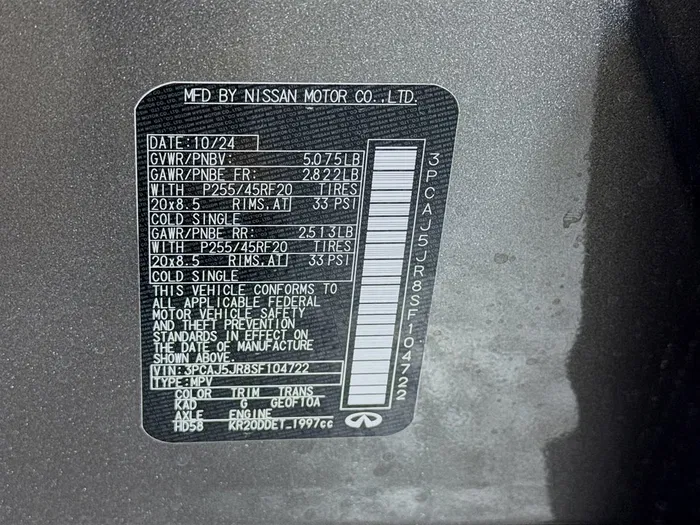 MFD BY NISSAN MOTOR CO.,LTD.
DATE:10/24
GVWR/PNBV: 5,075LB
GAWR/PNBE FR: 2,822LB
WITH P255/45RF20 TIRES
20x8.5 RIMS,AT 33 PSI
COLD SINGLE
GAWR/PNBE RR: 2,513LB
WITH P255/45RF20 TIRES
20x8.5 RIMS,AT 33 PSI
COLD SINGLE
THIS VEHICLE CONFORMS TO
ALL APPLICABLE FEDERAL
MOTOR VEHICLE SAFETY
AND THEFT PREVENTION
STANDARDS IN EFFECT ON
THE DATE OF MANUFACTURE
SHOWN ABOVE.
VIN:3PCAJ5JR8SF104722
TYPE:MPV
COLOR TRIM TRANS
KAD G GE0F10A
AXLE ENGINE
HD58 KR20DDET 1997cc
3PCAJ5JR8SF104722